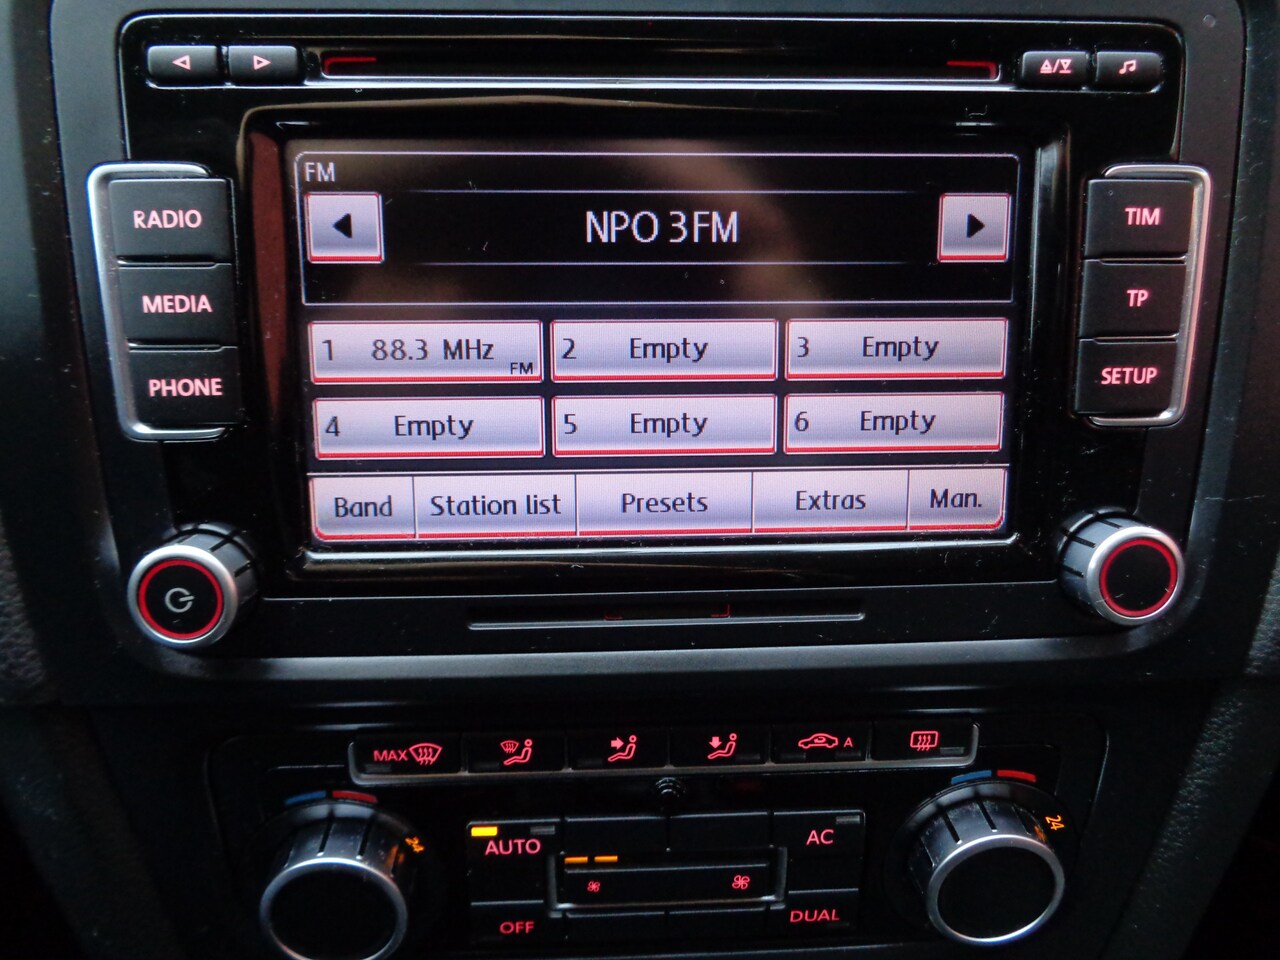 RADIO
MEDIA
PHONE
FM
NPO 3FM
1 88.3 MHz FM
2 Empty
3 Empty
4 Empty
5 Empty
6 Empty
Band
Station list
Presets
Extras
Man.
TIM
TP
SETUP
MAX
A
24
AUTO
AC
OFF
DUAL
24